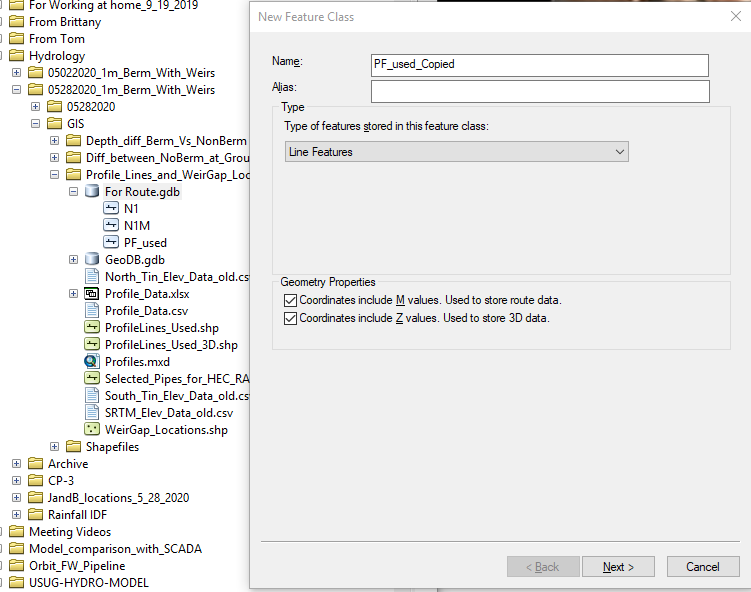 For Working at home_9_19_2019
From Brittany
From Tom
Hydrology
05022020_1m_Berm_With_Weirs
05282020_1m_Berm_With_Weirs
05282020
GIS
Depth_diff_Berm_Vs_NonBerm
Diff_between_NoBerm_at_Grou
Profile_Lines_and_WeirGap_Loc
For Route.gdb
N1
N1M
PF_used
GeoDB.gdb
North_Tin_Elev_Data_old.cs
Profile_Data.xlsx
Profile_Data.csv
ProfileLines_Used.shp
ProfileLines_Used_3D.shp
Profiles.mxd
Selected_Pipes_for_HEC_RA
South_Tin_Elev_Data_old.cs
SRTM_Elev_Data_old.csv
WeirGap_Locations.shp
Shapefiles
Archive
CP-3
JandB_locations_5_28_2020
Rainfall IDF
Meeting Videos
Model_comparison_with_SCADA
Orbit_FW_Pipeline
USUG-HYDRO-MODEL
New Feature Class
Name: PF_used_Copied
Alias:
Type
Type of features stored in this feature class:
Line Features
Geometry Properties
Coordinates include M values. Used to store route data.
Coordinates include Z values. Used to store 3D data.
< Back Next > Cancel